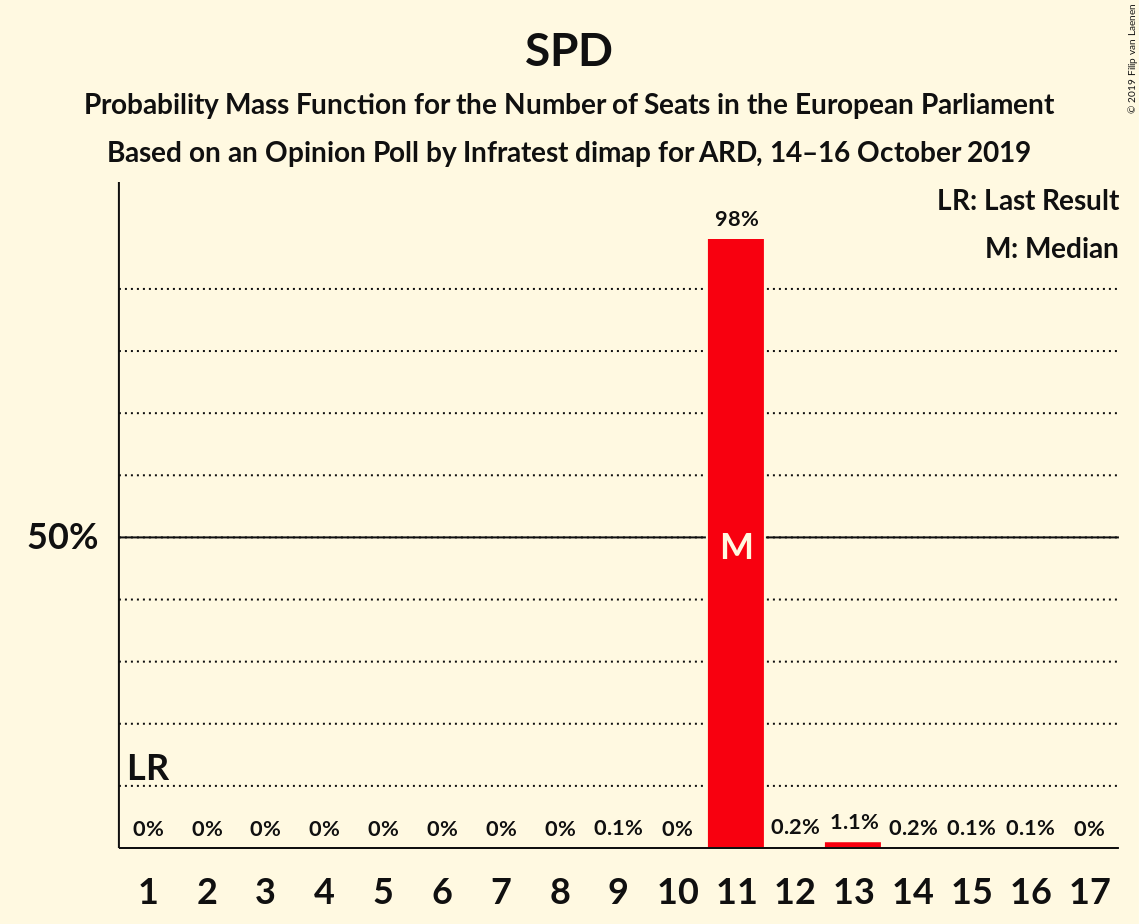 SPD
Probability Mass Function for the Number of Seats in the European Parliament
Based on an Opinion Poll by Infratest dimap for ARD, 14–16 October 2019
© 2019 Filip van Laenen
LR: Last Result
M: Median
98%
50%
M
LR
0% 0% 0% 0% 0% 0% 0% 0% 0.1% 0% 0.2% 1.1% 0.2% 0.1% 0.1% 0%
1 2 3 4 5 6 7 8 9 10 11 12 13 14 15 16 17